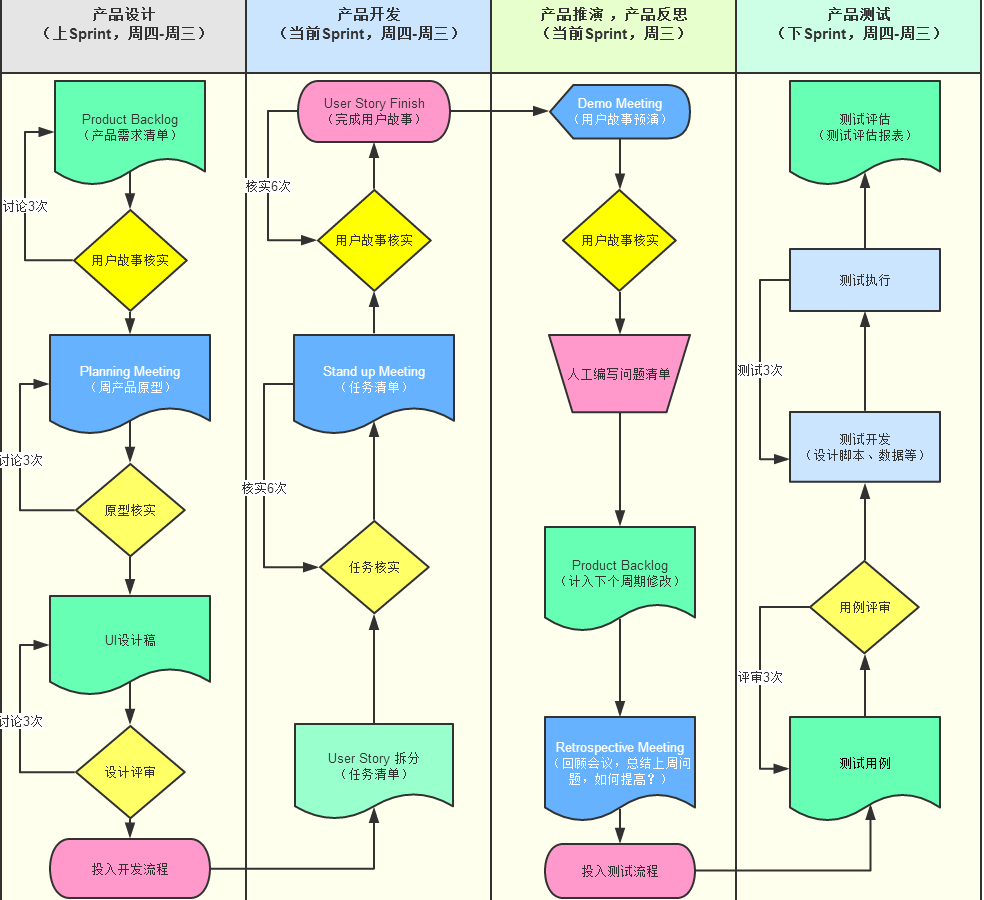 产品设计
（上Sprint，周四-周三）
Product Backlog
（产品需求清单）
讨论3次
用户故事核实
Planning Meeting
（周产品原型）
讨论3次
原型核实
UI设计稿
讨论3次
设计评审
投入开发流程
产品开发
（当前Sprint，周四-周三）
User Story Finish
（完成用户故事）
核实6次
用户故事核实
Stand up Meeting
（任务清单）
核实6次
任务核实
User Story 拆分
（任务清单）
产品推演 ，产品反思
（当前Sprint，周三）
Demo Meeting
（用户故事预演）
用户故事核实
人工编写问题清单
Product Backlog
（计入下个周期修改）
Retrospective Meeting
（回顾会议，总结上周问
题，如何提高？）
投入测试流程
产品测试
（下Sprint，周四-周三）
测试评估
（测试评估报表）
测试执行
测试3次
测试开发
（设计脚本、数据等）
用例评审
评审3次
测试用例